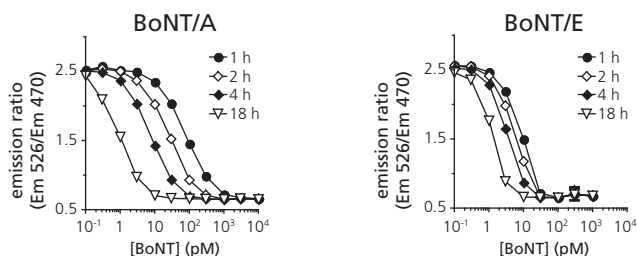 BoNT/A
2.5
1.5
0.5
emission ratio
(Em 526/Em 470)
1 h
2 h
4 h
18 h
10⁻¹ 1 10 10² 10³ 10⁴
[BoNT] (pM)
BoNT/E
2.5
1.5
0.5
emission ratio
(Em 526/Em 470)
1 h
2 h
4 h
18 h
10⁻¹ 1 10 10² 10³ 10⁴
[BoNT] (pM)